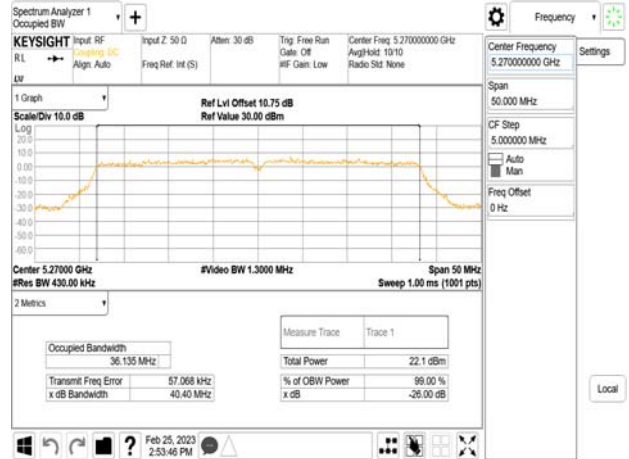 Spectrum Analyzer 1
Occupied BW
Frequency
KEYSIGHT
RL
Input: RF
Coupling: DC
Align: Auto
Input Z: 50 Ω
Freq Ref: Int (S)
Atten: 30 dB
Trig: Free Run
Gate: Off
#IF Gain: Low
Center Freq: 5.270000000 GHz
Avg|Hold: 10/10
Radio Std: None
Center Frequency
5.270000000 GHz
Settings
Span
50.000 MHz
CF Step
5.000000 MHz
Auto
Man
Freq Offset
0 Hz
Local
1 Graph
Scale/Div 10.0 dB
Ref Lvl Offset 10.75 dB
Ref Value 30.00 dBm
Log
20.0
10.0
0.00
-10.0
-20.0
-30.0
-40.0
-50.0
-60.0
Center 5.27000 GHz
#Res BW 430.00 kHz
#Video BW 1.3000 MHz
Span 50 MHz
Sweep 1.00 ms (1001 pts)
2 Metrics
Measure Trace Trace 1
Occupied Bandwidth
36.135 MHz
Total Power 22.1 dBm
Transmit Freq Error 57.068 kHz
% of OBW Power 99.00 %
x dB Bandwidth 40.40 MHz
x dB -26.00 dB
?
Feb 25, 2023
2:53:46 PM